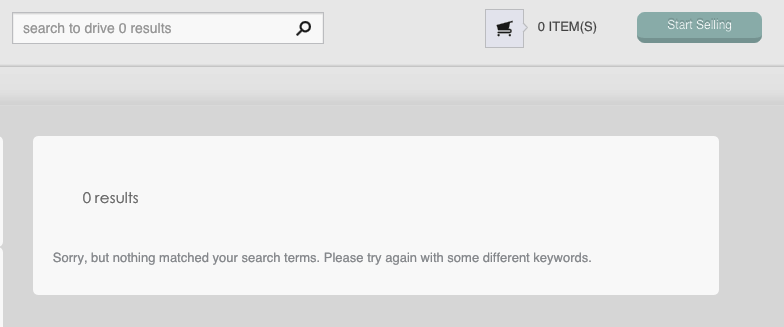 search to drive 0 results
0 ITEM(S)
Start Selling
0 results
Sorry, but nothing matched your search terms. Please try again with some different keywords.